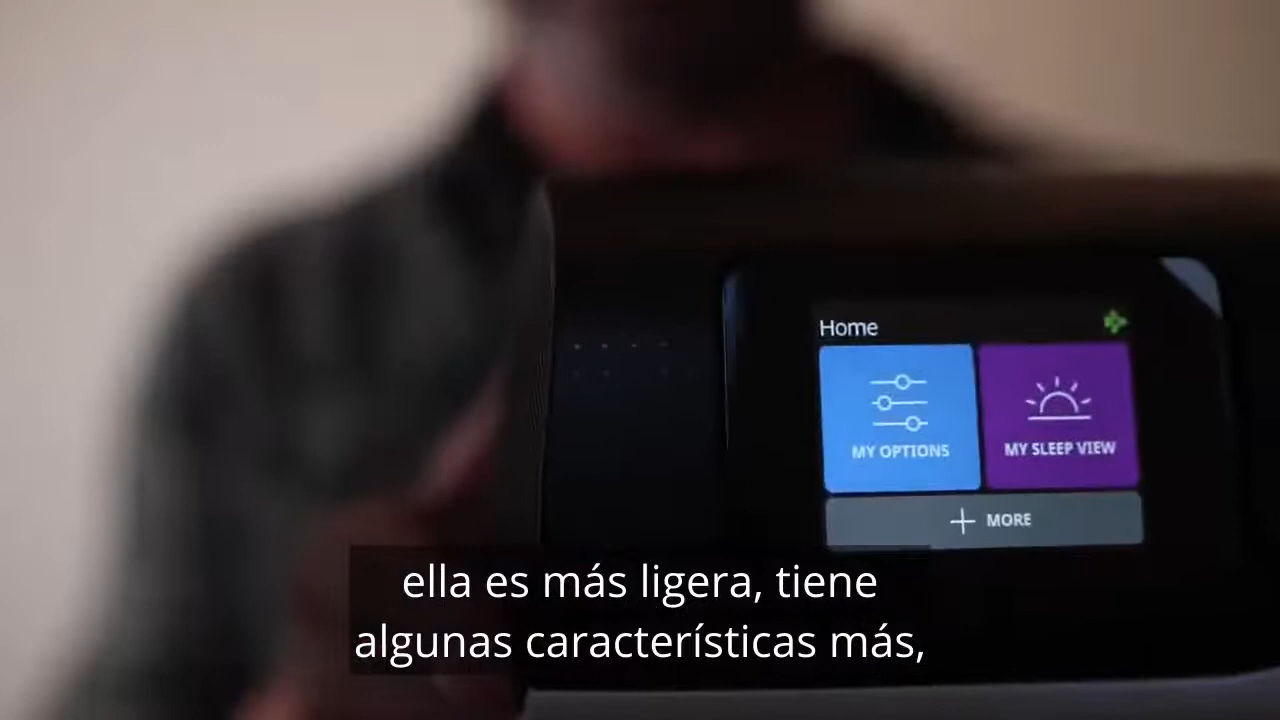 Home
MY OPTIONS
MY SLEEP VIEW
MORE
ella es más ligera, tiene
algunas características más,